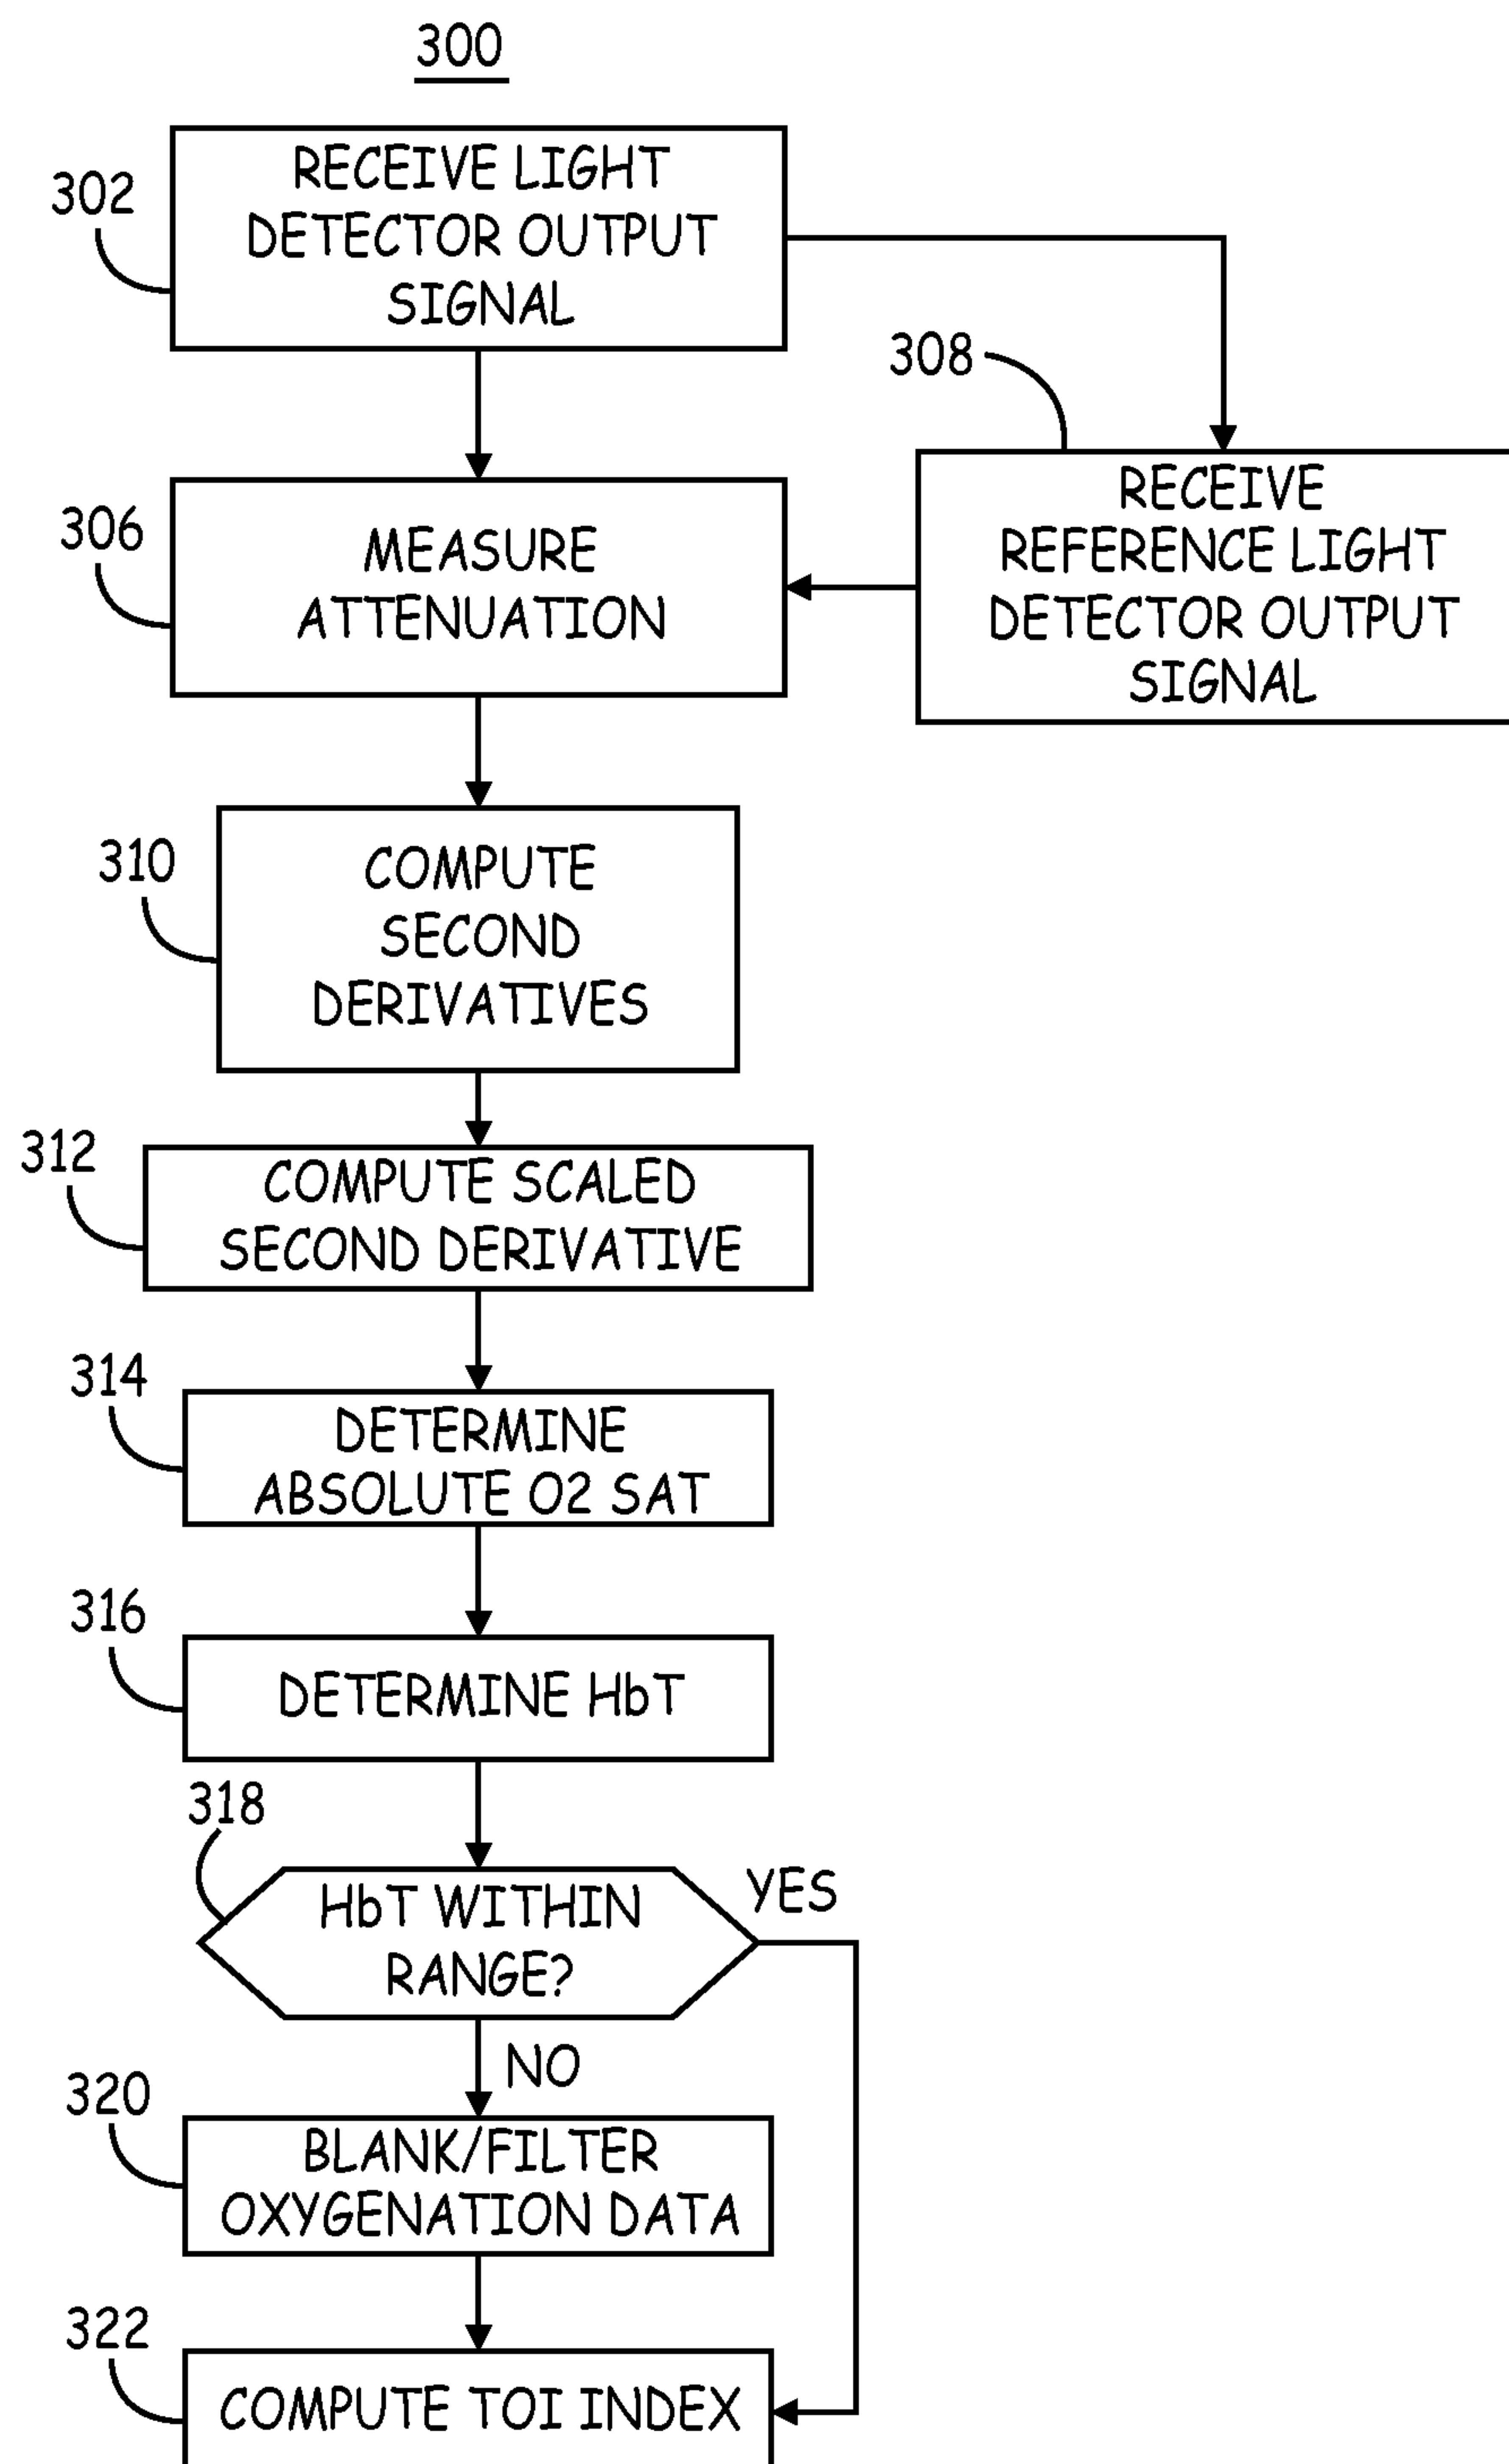 300
302
RECEIVE LIGHT
DETECTOR OUTPUT
SIGNAL
308
RECEIVE
REFERENCE LIGHT
DETECTOR OUTPUT
SIGNAL
306
MEASURE
ATTENUATION
310
COMPUTE
SECOND
DERIVATIVES
312
COMPUTE SCALED
SECOND DERIVATIVE
314
DETERMINE
ABSOLUTE O2 SAT
316
DETERMINE HbT
318
HbT WITHIN
RANGE?
YES
NO
320
BLANK/FILTER
OXYGENATION DATA
322
COMPUTE TOI INDEX